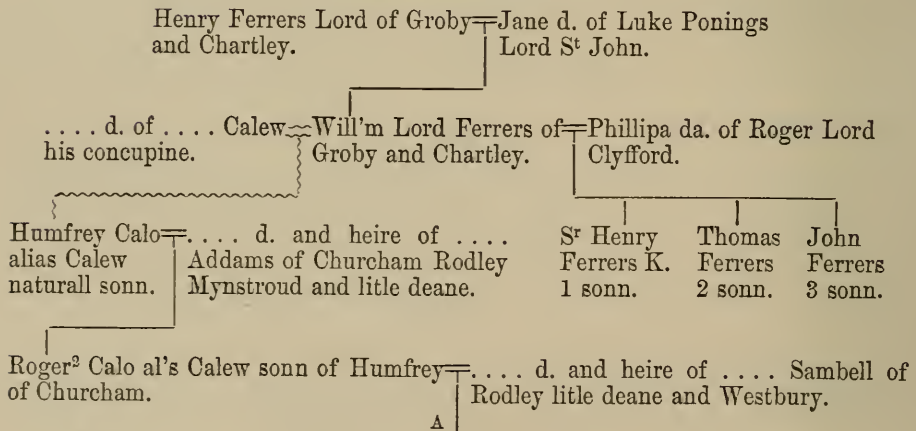 Henry Ferrers Lord of Groby Jane d. of Luke Ponings
and Chartley. Lord Sᵗ John.
. . . . d. of . . . . Calew Will'm Lord Ferrers of Phillipa da. of Roger Lord
his concupine. Groby and Chartley. Clyfford.
Humfrey Calo . . . . d. and heire of . . . . Sʳ Henry Thomas John
alias Calew Addams of Churcham Rodley Ferrers K. Ferrers Ferrers
naturall sonn. Mynstroud and litle deane. 1 sonn. 2 sonn. 3 sonn.
Roger² Calo al's Calew sonn of Humfrey . . . . d. and heire of . . . . Sambell of
of Churcham. Rodley litle deane and Westbury.
A